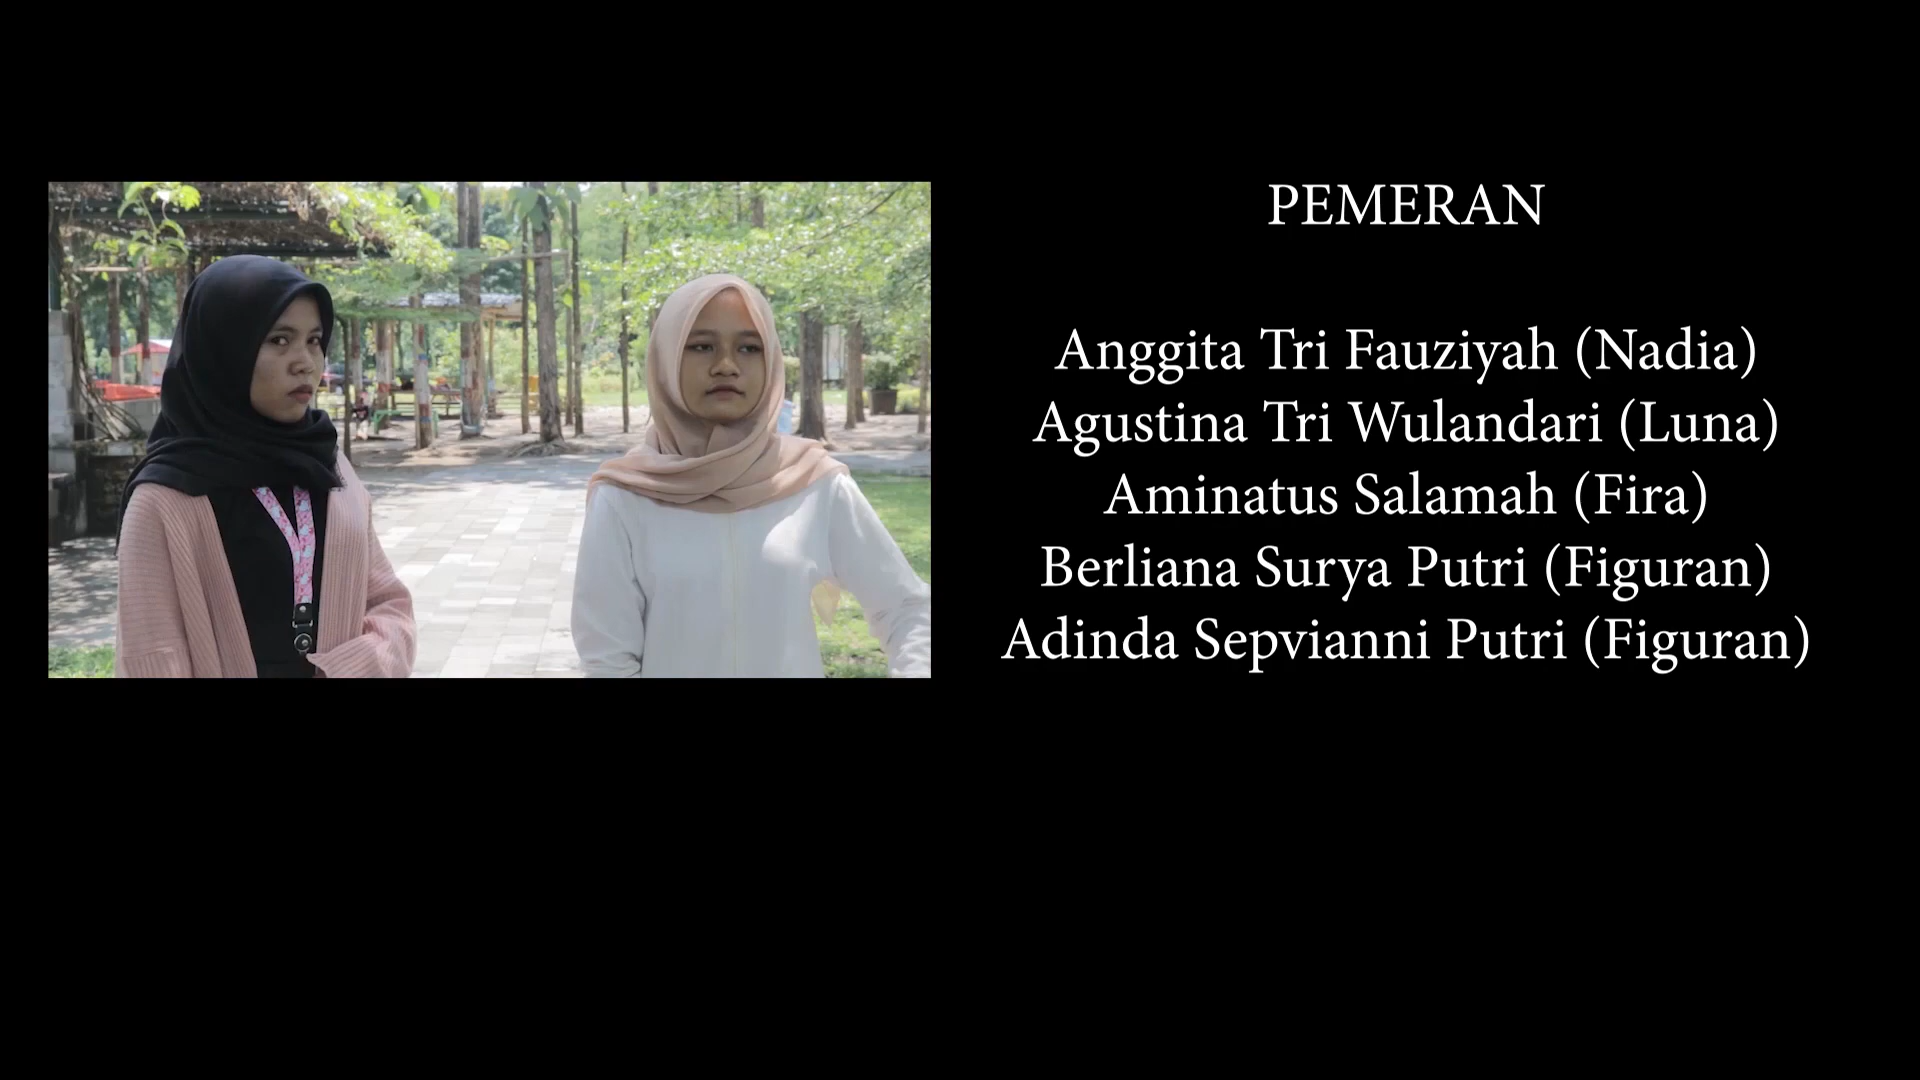 PEMERAN
Anggita Tri Fauziyah (Nadia)
Agustina Tri Wulandari (Luna)
Aminatus Salamah (Fira)
Berliana Surya Putri (Figuran)
Adinda Sepvianni Putri (Figuran)